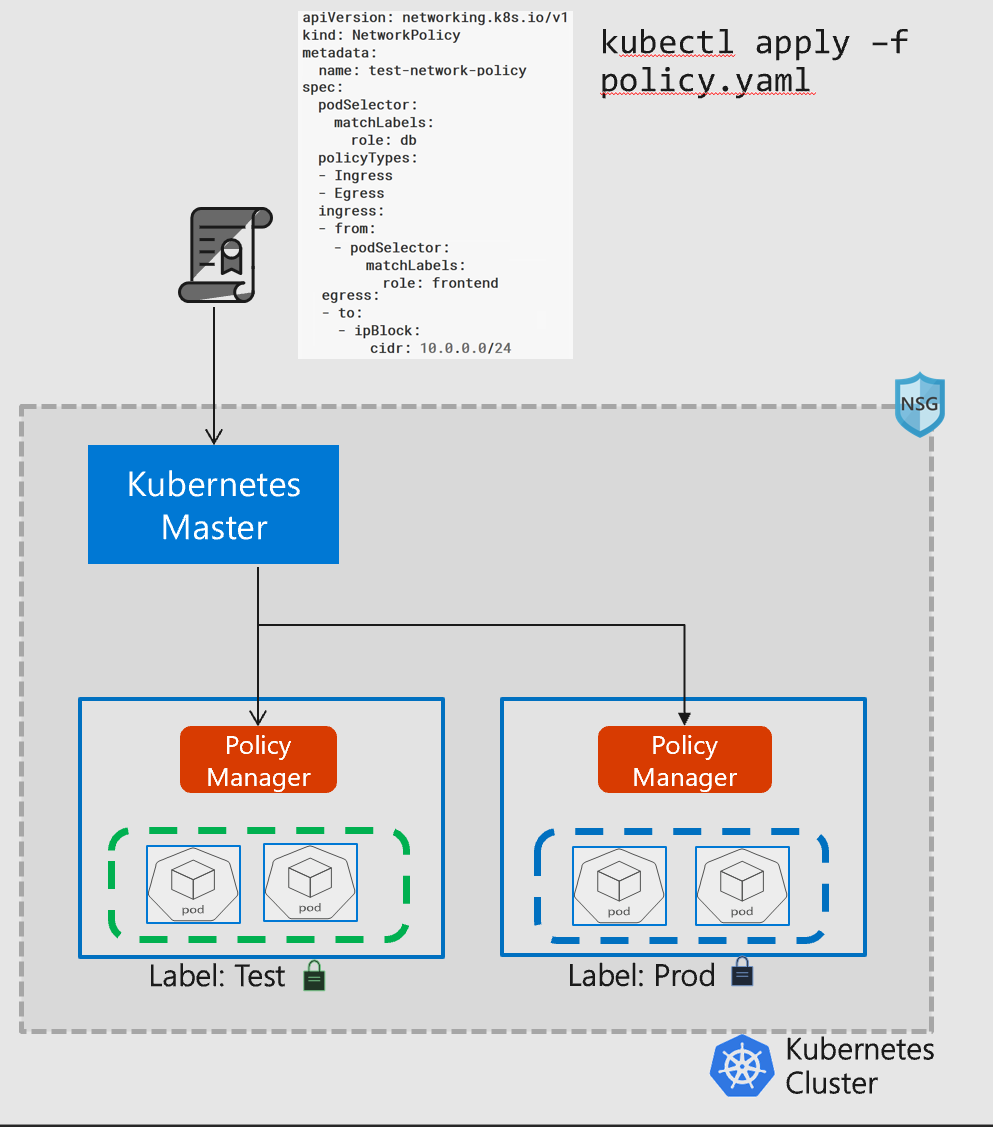 apiVersion: networking.k8s.io/v1
kind: NetworkPolicy
metadata:
  name: test-network-policy
spec:
  podSelector:
    matchLabels:
      role: db
  policyTypes:
  - Ingress
  - Egress
  ingress:
  - from:
    - podSelector:
        matchLabels:
          role: frontend
  egress:
  - to:
    - ipBlock:
        cidr: 10.0.0.0/24
kubectl apply –f
policy.yaml
NSG
Kubernetes
Master
Policy
Manager
Policy
Manager
pod
pod
pod
pod
Label: Test
Label: Prod
Kubernetes
Cluster